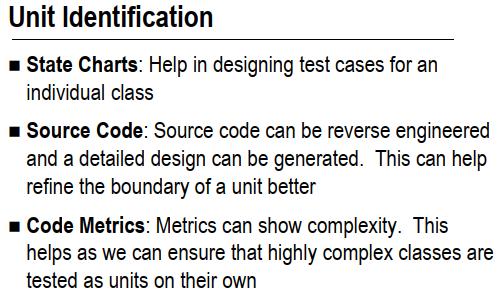 Unit Identification
■ State Charts: Help in designing test cases for an
individual class
■ Source Code: Source code can be reverse engineered
and a detailed design can be generated.  This can help
refine the boundary of a unit better
■ Code Metrics: Metrics can show complexity.  This
helps as we can ensure that highly complex classes are
tested as units on their own